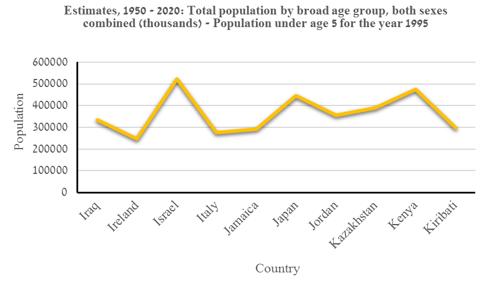 Estimates, 1950 - 2020: Total population by broad age group, both sexes
combined (thousands) - Population under age 5 for the year 1995
600000
500000
400000
300000
200000
100000
0
Population
Iraq
Ireland
Israel
Italy
Jamaica
Japan
Jordan
Kazakhstan
Kenya
Kiribati
Country